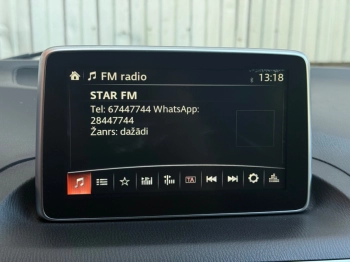 FM radio
13:18
STAR FM
Tel: 67447744 WhatsApp:
28447744
Žanrs: dažādi
TA